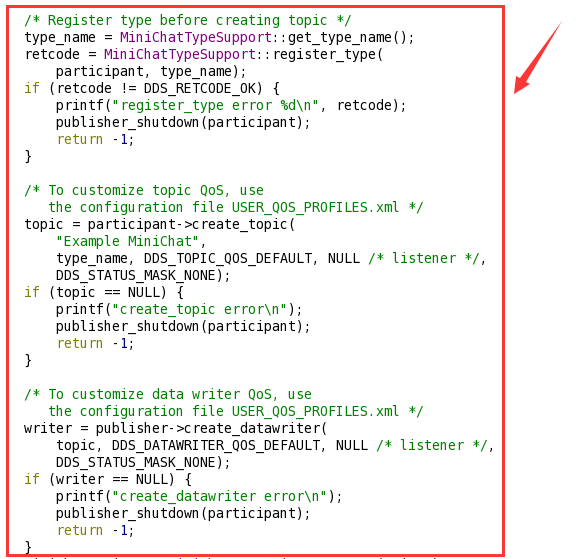 /* Register type before creating topic */
type_name = MiniChatTypeSupport::get_type_name();
retcode = MiniChatTypeSupport::register_type(
    participant, type_name);
if (retcode != DDS_RETCODE_OK) {
    printf("register_type error %d\n", retcode);
    publisher_shutdown(participant);
    return -1;
}

/* To customize topic QoS, use
   the configuration file USER_QOS_PROFILES.xml */
topic = participant->create_topic(
    "Example MiniChat",
    type_name, DDS_TOPIC_QOS_DEFAULT, NULL /* listener */,
    DDS_STATUS_MASK_NONE);
if (topic == NULL) {
    printf("create_topic error\n");
    publisher_shutdown(participant);
    return -1;
}

/* To customize data writer QoS, use
   the configuration file USER_QOS_PROFILES.xml */
writer = publisher->create_datawriter(
    topic, DDS_DATAWRITER_QOS_DEFAULT, NULL /* listener */,
    DDS_STATUS_MASK_NONE);
if (writer == NULL) {
    printf("create_datawriter error\n");
    publisher_shutdown(participant);
    return -1;
}